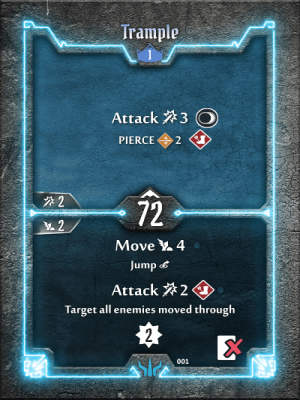 Trample
1
Attack 3
PIERCE 2
2
72
2
Move 4
Jump
Attack 2
Target all enemies moved through
2
001